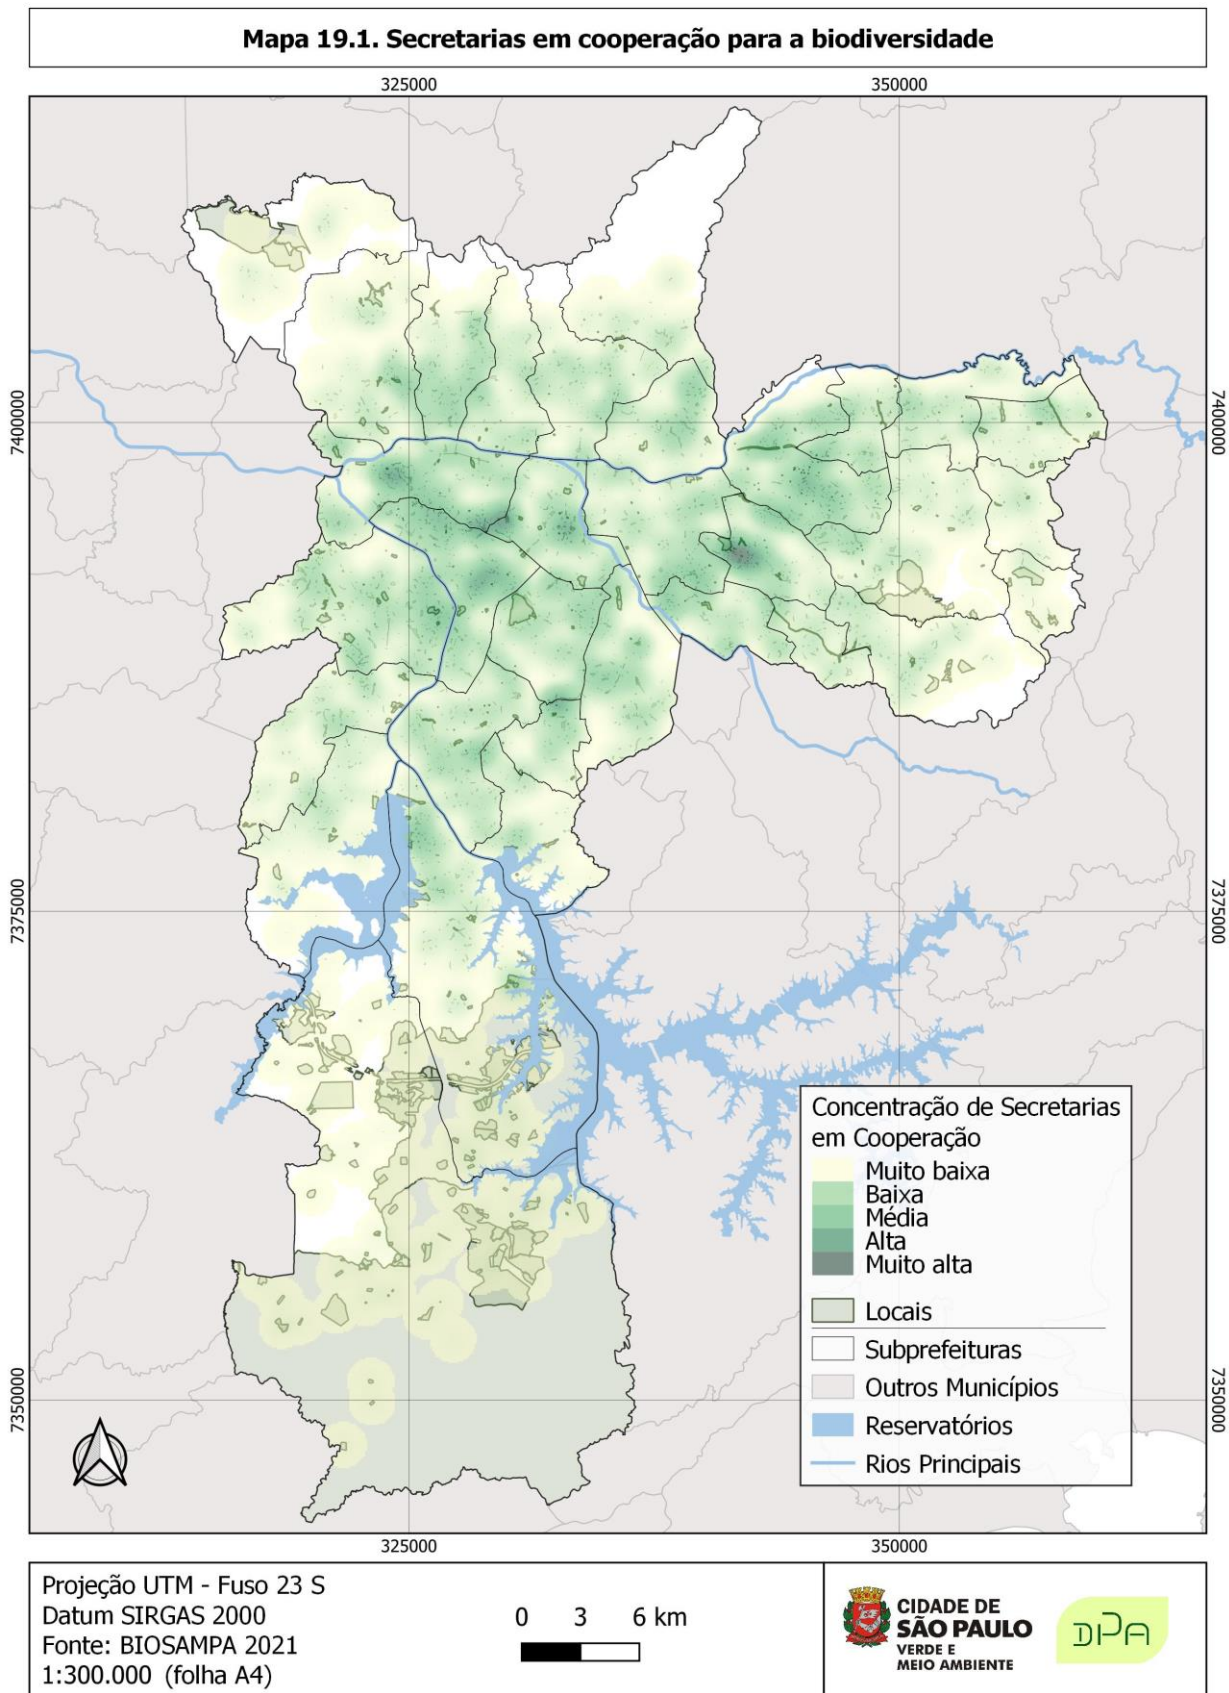 Mapa 19.1. Secretarias em cooperação para a biodiversidade
325000
350000
7400000
7400000
7375000
7375000
7350000
7350000
Concentração de Secretarias
em Cooperação
Muito baixa
Baixa
Média
Alta
Muito alta
Locais
Subprefeituras
Outros Municípios
Reservatórios
Rios Principais
325000
350000
Projeção UTM - Fuso 23 S
Datum SIRGAS 2000
Fonte: BIOSAMPA 2021
1:300.000 (folha A4)
0 3 6 km
CIDADE DE
SÃO PAULO
VERDE E
MEIO AMBIENTE
DPA